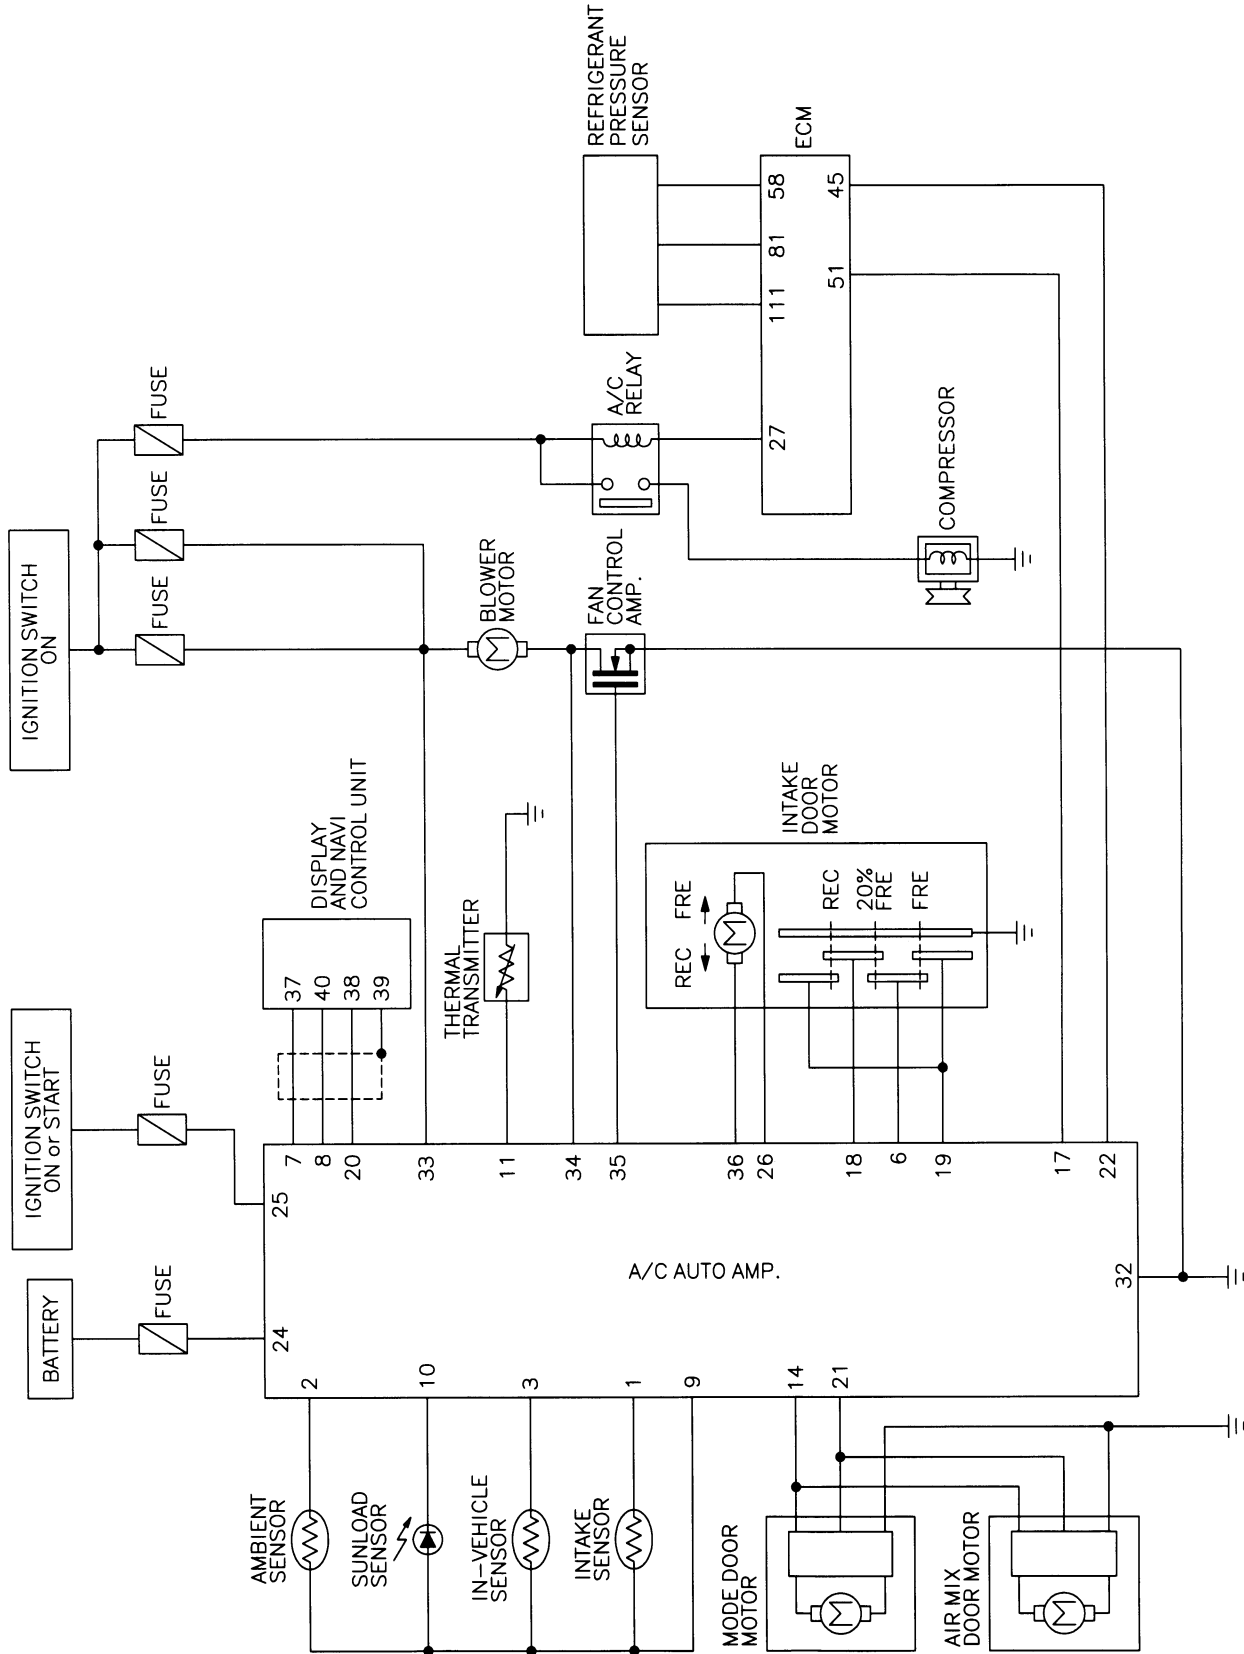 BATTERY
FUSE
24
IGNITION SWITCH
ON or START
FUSE
25
IGNITION SWITCH
ON
FUSE
FUSE
FUSE
AMBIENT
SENSOR
2
SUNLOAD
SENSOR
10
IN-VEHICLE
SENSOR
3
INTAKE
SENSOR
1
9
MODE DOOR
MOTOR
M
14
21
AIR MIX
DOOR MOTOR
M
A/C AUTO AMP.
32
7
8
20
33
11
34
35
36
26
18
6
19
17
22
DISPLAY
AND NAVI
CONTROL UNIT
37
40
38
39
THERMAL
TRANSMITTER
BLOWER
MOTOR
M
FAN
CONTROL
AMP.
INTAKE
DOOR
MOTOR
REC
FRE
M
REC
20%
FRE
FRE
A/C
RELAY
COMPRESSOR
REFRIGERANT
PRESSURE
SENSOR
ECM
27
111
81
58
51
45